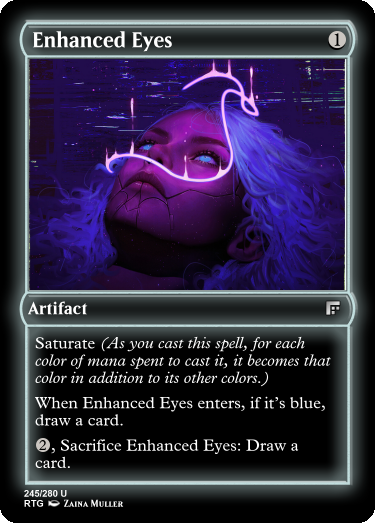 Enhanced Eyes 1
Artifact
Saturate (As you cast this spell, for each
color of mana spent to cast it, it becomes that
color in addition to its other colors.)
When Enhanced Eyes enters, if it's blue,
draw a card.
2, Sacrifice Enhanced Eyes: Draw a
card.
245/280 U
RTG Zaina Muller